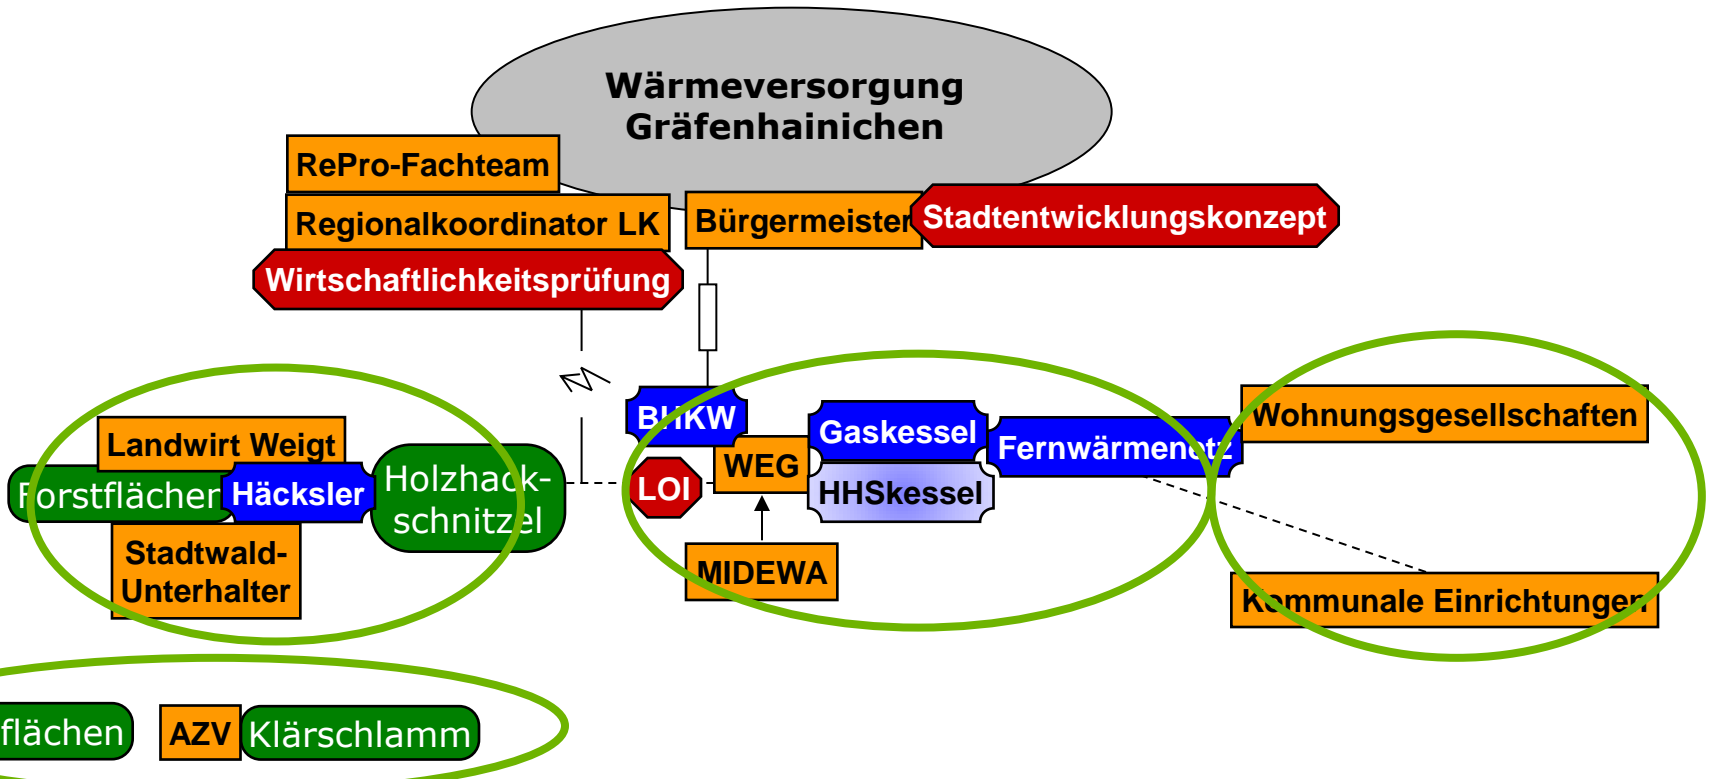 Wärmeversorgung
Gräfenhainichen
RePro-Fachteam
Regionalkoordinator LK
Bürgermeister
Stadtentwicklungskonzept
Wirtschaftlichkeitsprüfung
BHKW
Gaskessel
Wohnungsgesellschaften
Landwirt Weigt
Fernwärmenetz
WEG
Forstflächen
Häcksler
Holzhack-
schnitzel
LOI
HHSkessel
Stadtwald-
Unterhalter
MIDEWA
Kommunale Einrichtungen
flächen
AZV
Klärschlamm